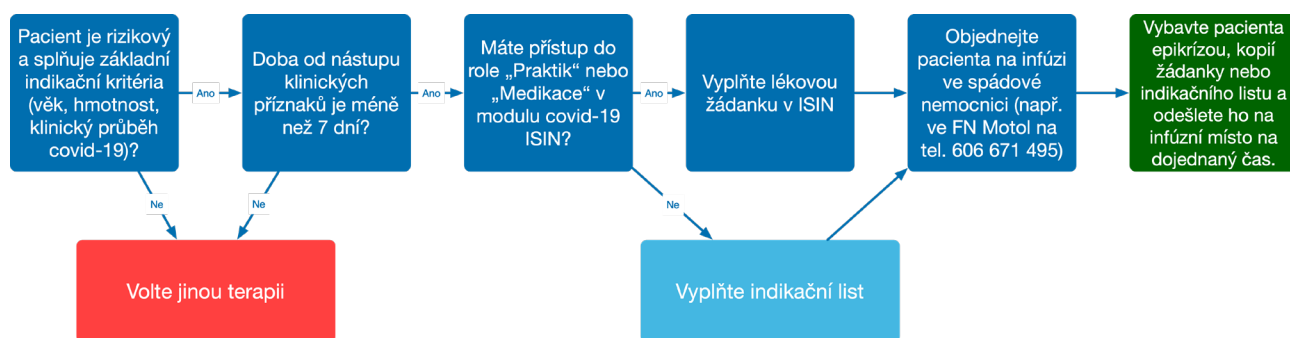 Pacient je rizikový
a splňuje základní
indikační kritéria
(věk, hmotnost,
klinický průběh
covid-19)?
Ano
Doba od nástupu
klinických
příznaků je méně
než 7 dní?
Ano
Máte přístup do
role „Praktik“ nebo
„Medikace“ v
modulu covid-19
ISIN?
Ano
Vyplňte lékovou
žádanku v ISIN
Objednejte
pacienta na infúzi
ve spádové
nemocnici (např.
ve FN Motol na
tel. 606 671 495)
Vybavte pacienta
epikrízou, kopií
žádanky nebo
indikačního listu a
odešlete ho na
infúzní místo na
dojednaný čas.
Ne
Ne
Ne
Volte jinou terapii
Vyplňte indikační list